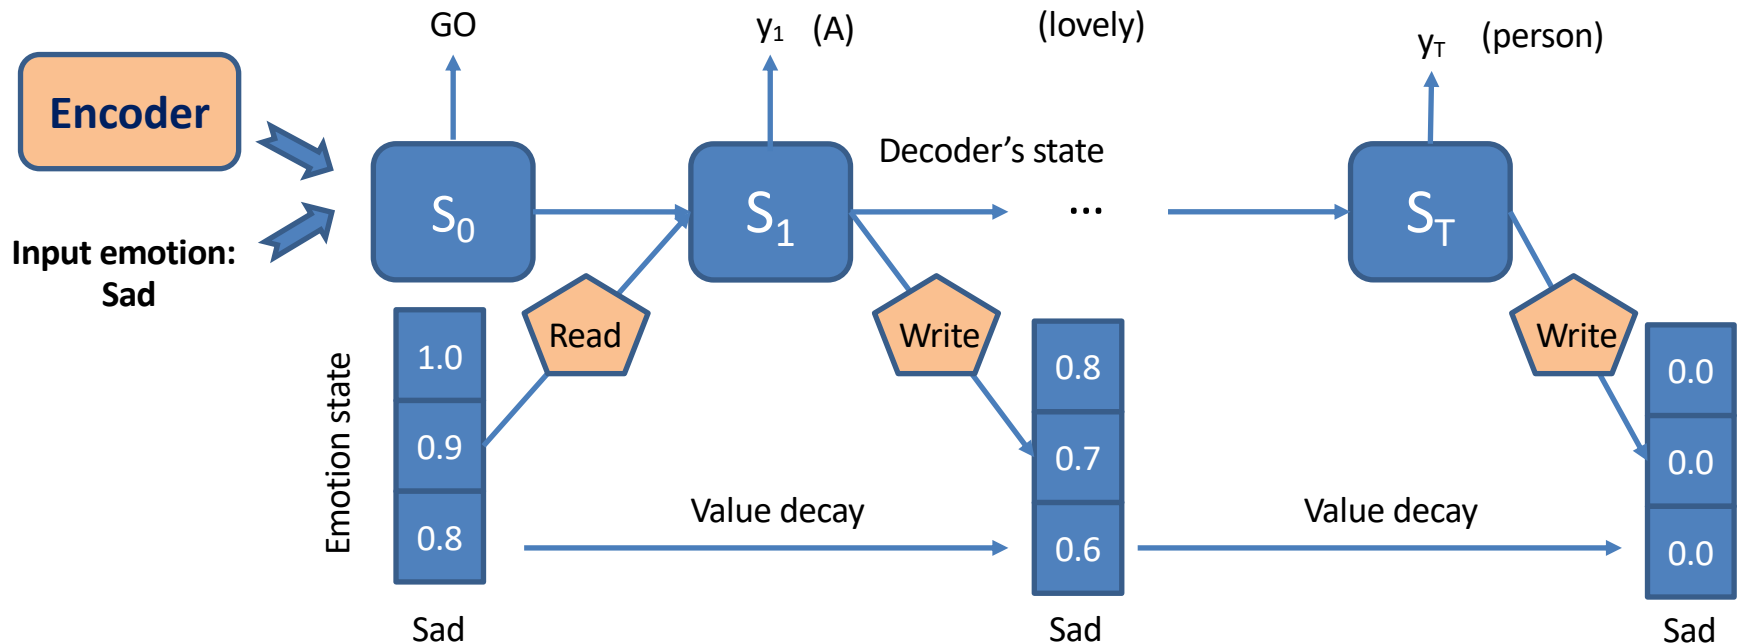 GO
y1 (A)
(lovely)
yT (person)
Encoder
Decoder’s state
S0
S1
...
ST
Input emotion:
Sad
Read
Write
Write
Emotion state
1.0
0.9
0.8
0.8
0.7
0.6
0.0
0.0
0.0
Value decay
Value decay
Sad
Sad
Sad